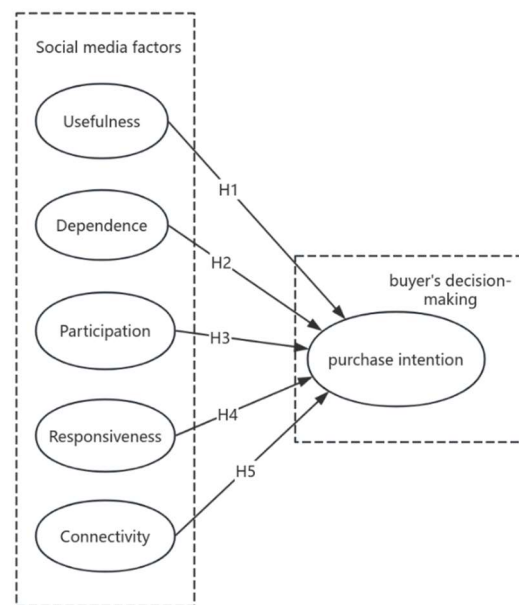 Social media factors
Usefulness
H1
Dependence
H2
buyer's decision-
making
Participation
H3
purchase intention
Responsiveness
H4
H5
Connectivity